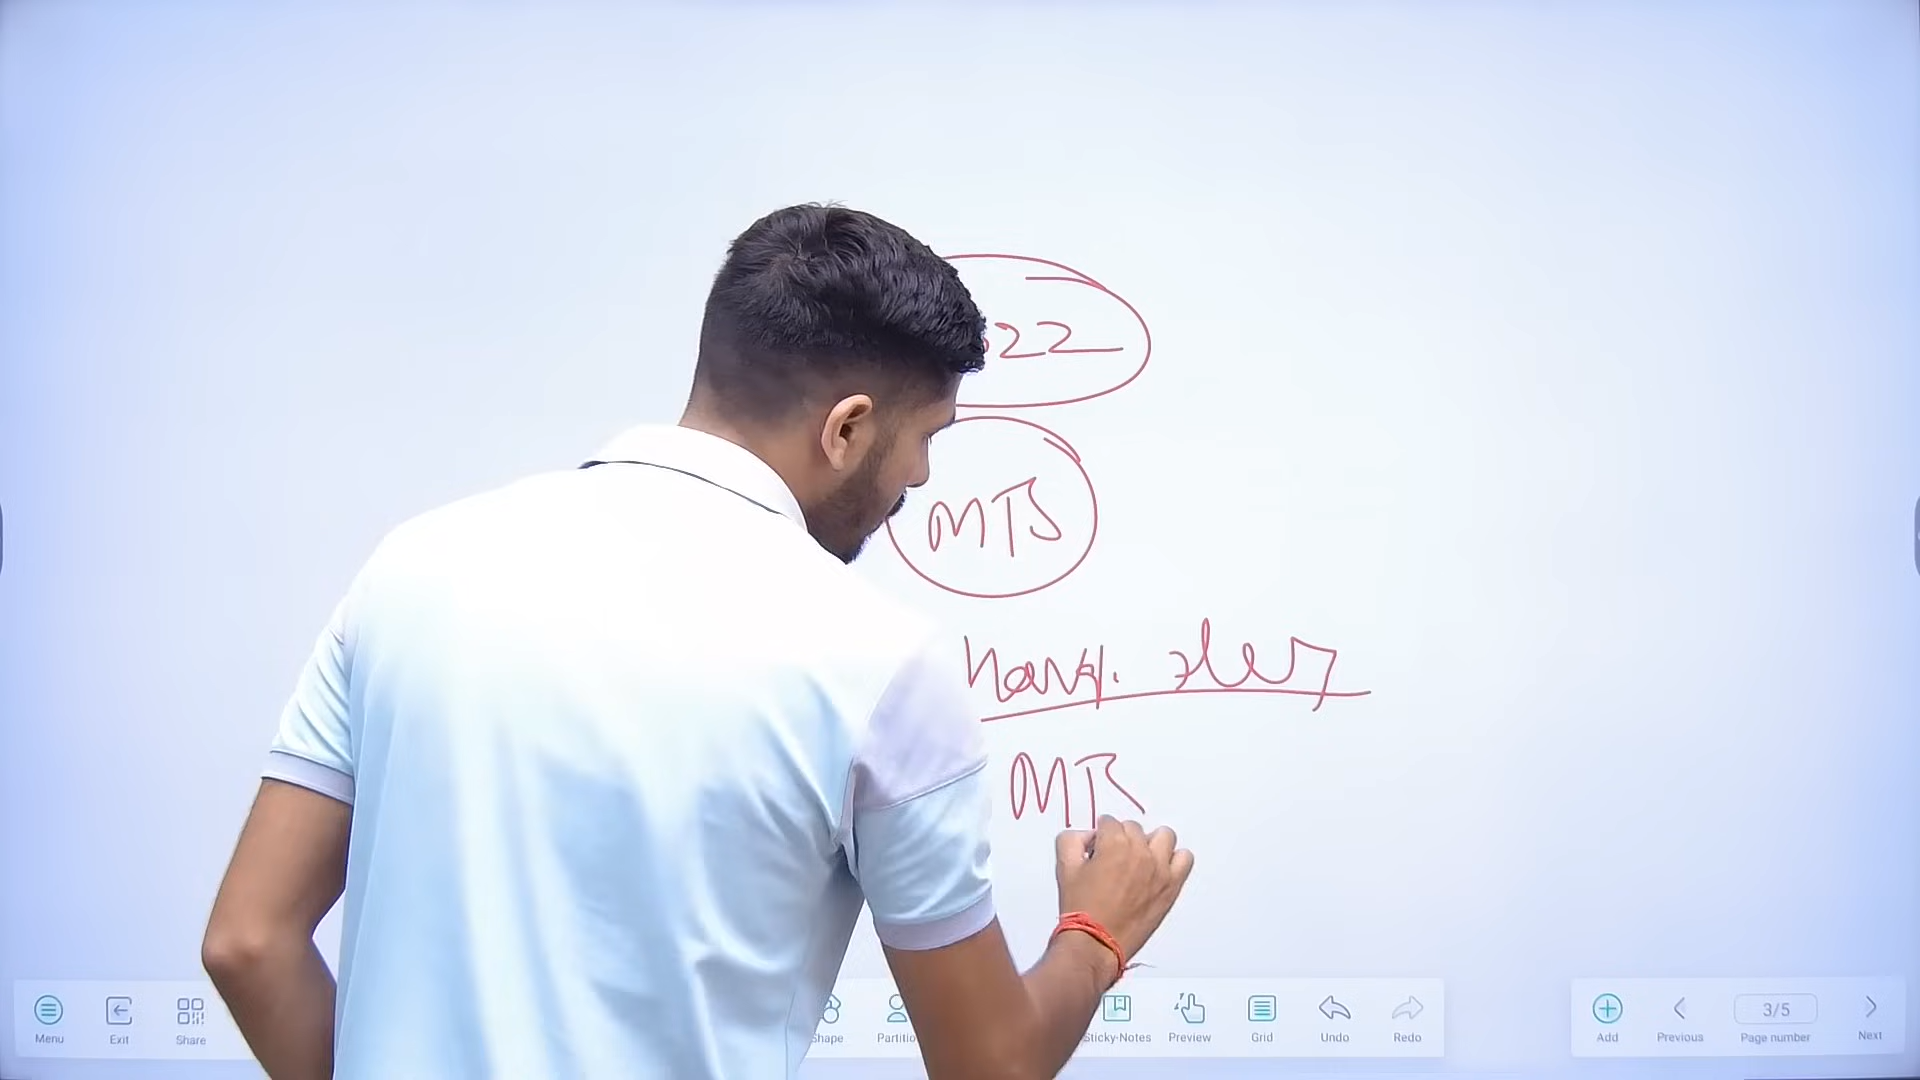 22
MTS
MTS
Menu Exit Share Shape Partitio Sticky-Notes Preview Grid Undo Redo Add Previous 3/5 Page number Next